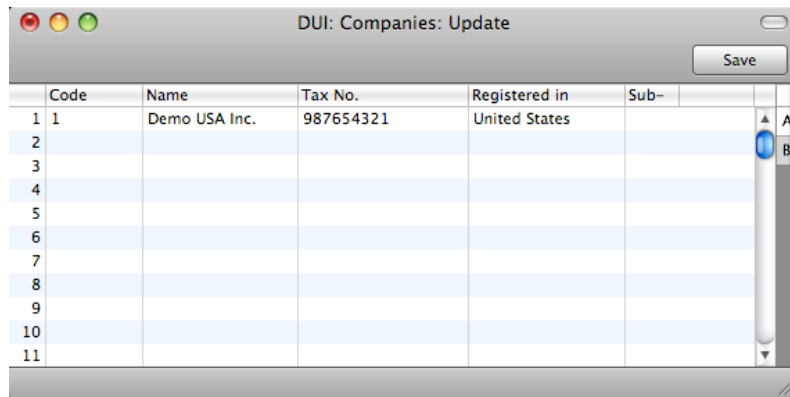 DUI: Companies: Update
Save
Code Name Tax No. Registered in Sub-
1 1 Demo USA Inc. 987654321 United States A
2 B
3
4
5
6
7
8
9
10
11